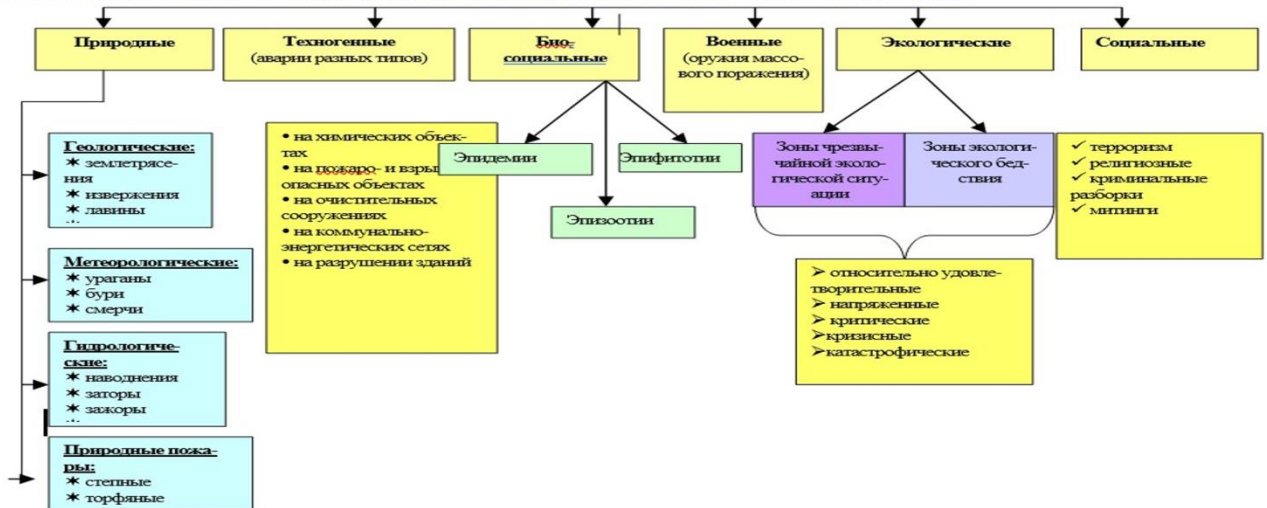 Природные
Техногенные
(аварии разных типов)
Био-
социальные
Военные
(оружия массо-
вого поражения)
Экологические
Социальные
Геологические:
✶ землетрясе-
ния
✶ извержения
✶ лавины
Метеорологические:
✶ ураганы
✶ бури
✶ смерчи
Гидрологиче-
ские:
✶ наводнения
✶ заторы
✶ зажоры
Природные пожа-
ры:
✶ степные
✶ торфяные
• на химических объек-
тах
• на пожаро- и взры
опасных объектах
• на очистительных
сооружениях
• на коммунально-
энергетических сетях
• на разрушении зданий
Эпидемии
Эпифитотии
Эпизоотии
Зоны чрезвы-
чайной эколо-
гической ситу-
ации
Зоны экологи-
ческого бед-
ствия
➢ относительно удовле-
творительные
➢ напряженные
➢ критические
➢кризисные
➢катастрофические
✓ терроризм
✓ религиозные
✓ криминальные
разборки
✓ митинги